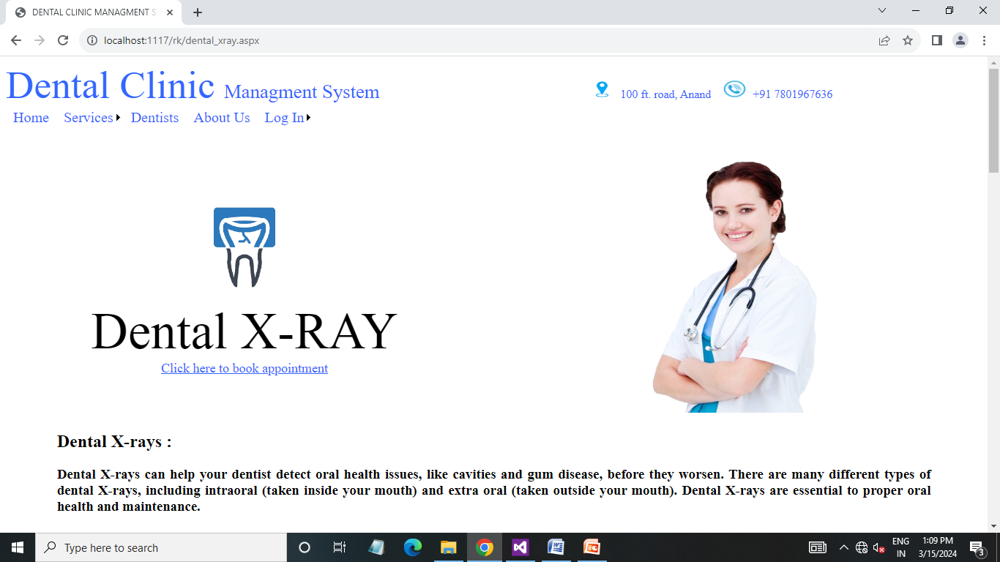 DENTAL CLINIC MANAGMENT S
localhost:1117/rk/dental_xray.aspx
Dental Clinic Managment System
100 ft. road, Anand
+91 7801967636
Home Services Dentists About Us Log In
Dental X-RAY
Click here to book appointment
Dental X-rays :
Dental X-rays can help your dentist detect oral health issues, like cavities and gum disease, before they worsen. There are many different types of
dental X-rays, including intraoral (taken inside your mouth) and extra oral (taken outside your mouth). Dental X-rays are essential to proper oral
health and maintenance.
Type here to search
ENG
IN
1:09 PM
3/15/2024
3